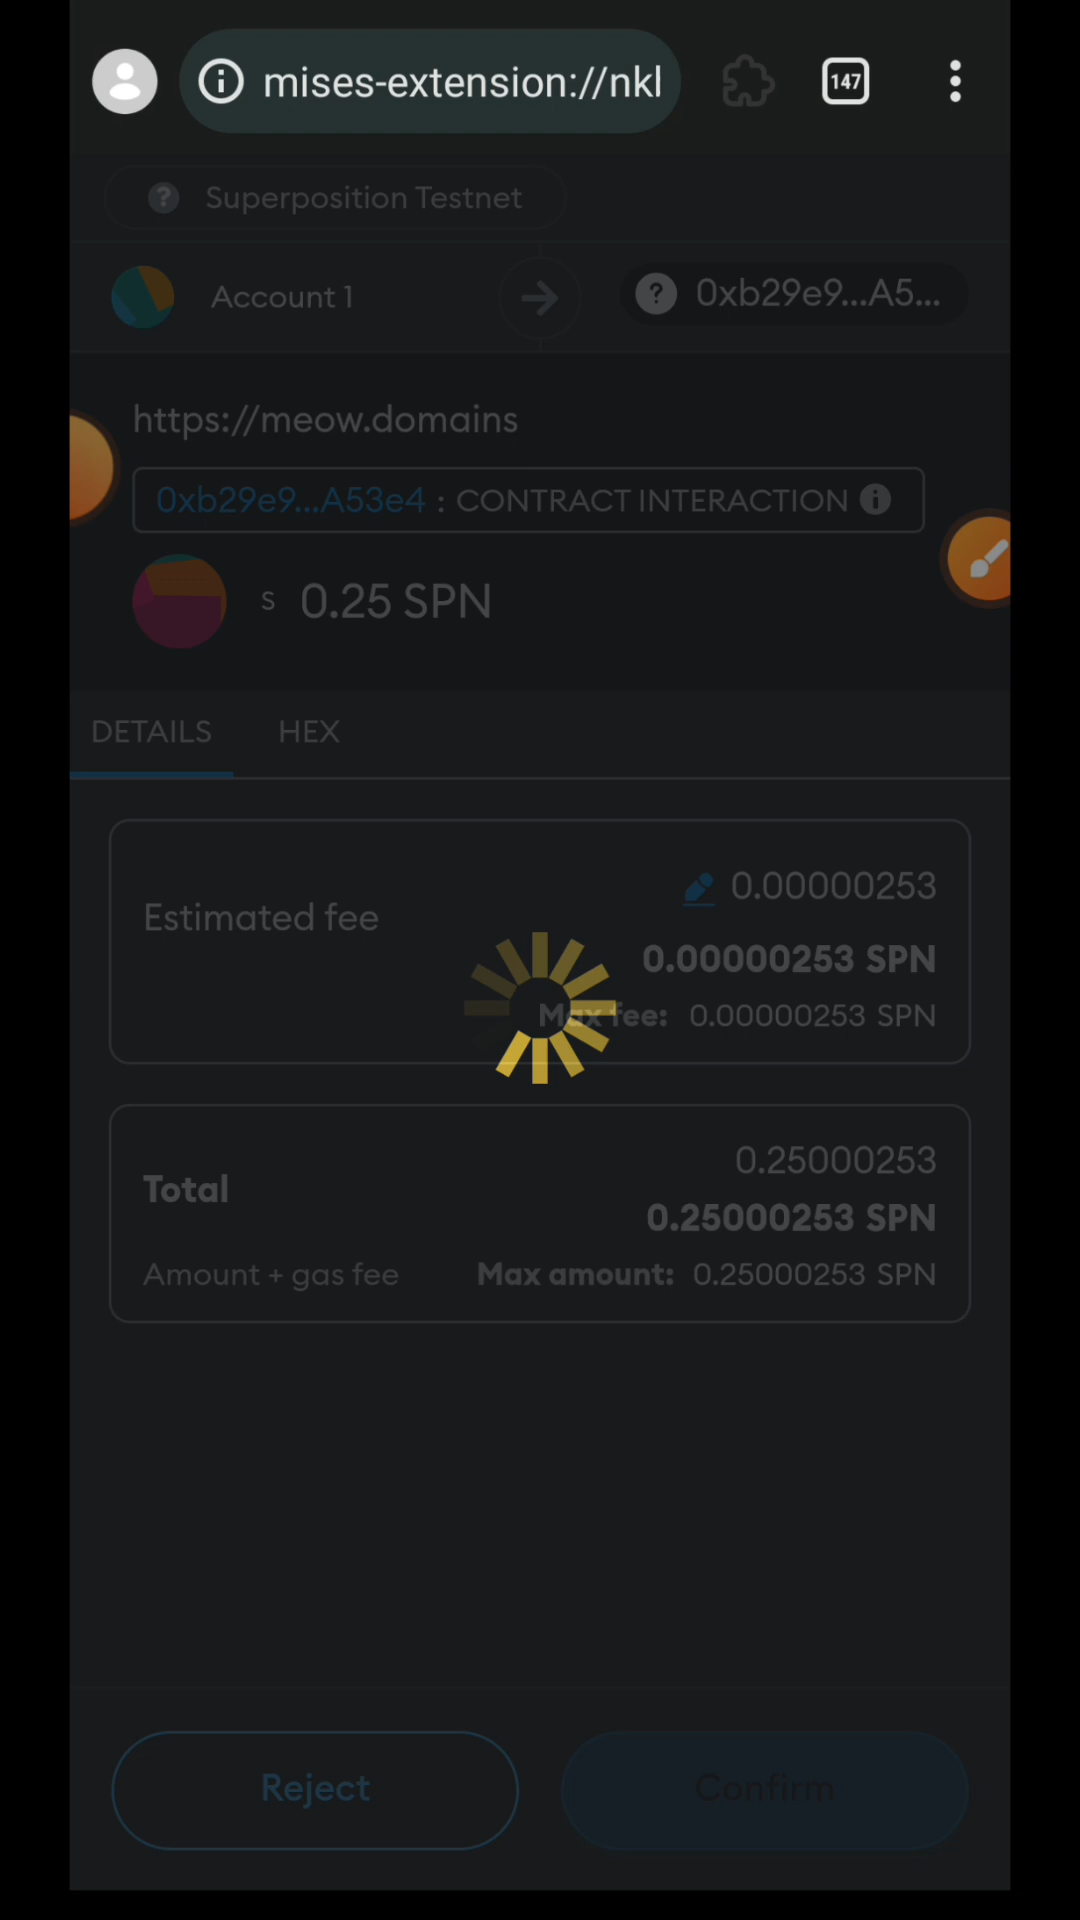 mises-extension://nkl
147
Superposition Testnet
Account 1
0xb29e9...A5...
https://meow.domains
0xb29e9...A53e4 : CONTRACT INTERACTION
S 0.25 SPN
DETAILS HEX
0.00000253
Estimated fee
0.00000253 SPN
Max fee: 0.00000253 SPN
0.25000253
Total
0.25000253 SPN
Amount + gas fee Max amount: 0.25000253 SPN
Reject Confirm